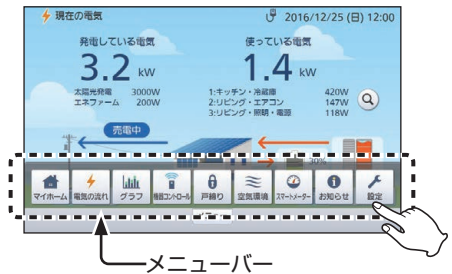 現在の電気
2016/12/25 (日) 12:00
発電している電気
使っている電気
3.2 kW
1.4 kW
太陽光発電 3000W
エネファーム 200W
1:キッチン・冷蔵庫 420W
2:リビング・エアコン 147W
3:リビング・照明・電源 118W
売電中
30%
マイホーム
電気の流れ
グラフ
機器コントロール
戸締り
空気環境
スマートメーター
お知らせ
設定
メニューバー